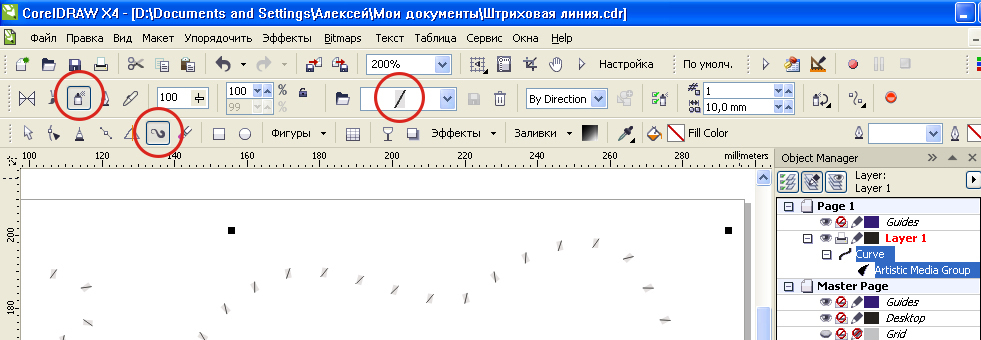 CorelDRAW X4 - [D:\Documents and Settings\Алексей\Мои документы\Штриховая линия.cdr]
Файл Правка Вид Макет Упорядочить Эффекты Bitmaps Текст Таблица Сервис Окна Help
200% Настройка По умолч.
100 100 % 99 % By Direction 1 10,0 mm
Фигуры Эффекты Заливки Fill Color
100 120 140 160 180 200 220 240 260 280 millimeters
Object Manager
Layer:
Layer 1
Page 1
Guides
Layer 1
Curve
Artistic Media Group
Master Page
Guides
Desktop
Grid
200
180